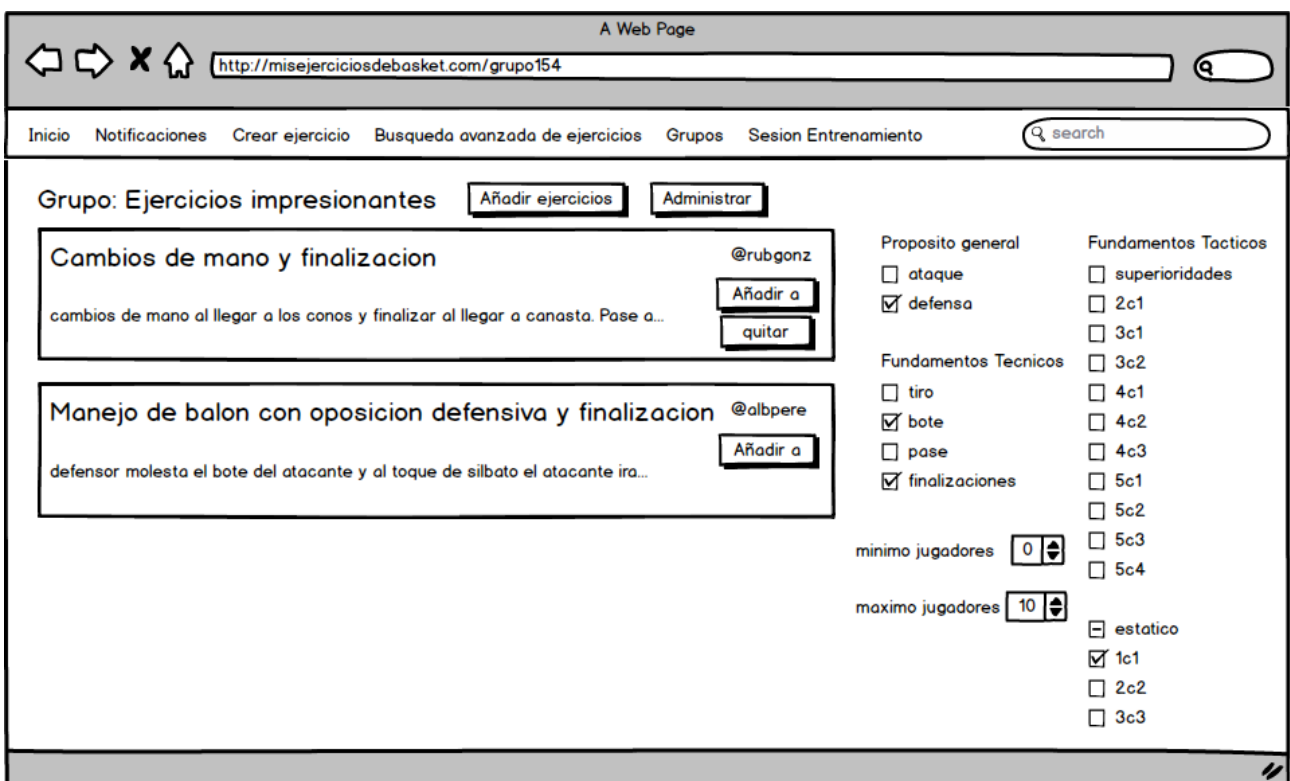 A Web Page
http://misejerciciosdebasket.com/grupo154
Inicio Notificaciones Crear ejercicio Busqueda avanzada de ejercicios Grupos Sesion Entrenamiento search
Grupo: Ejercicios impresionantes Añadir ejercicios Administrar
Cambios de mano y finalizacion @rubgonz
Añadir a
cambios de mano al llegar a los conos y finalizar al llegar a canasta. Pase a...
quitar
Manejo de balon con oposicion defensiva y finalizacion @albpere
Añadir a
defensor molesta el bote del atacante y al toque de silbato el atacante ira...
Proposito general
ataque
defensa
Fundamentos Tecnicos
tiro
bote
pase
finalizaciones
minimo jugadores 0
maximo jugadores 10
Fundamentos Tacticos
superioridades
2c1
3c1
3c2
4c1
4c2
4c3
5c1
5c2
5c3
5c4
estatico
1c1
2c2
3c3